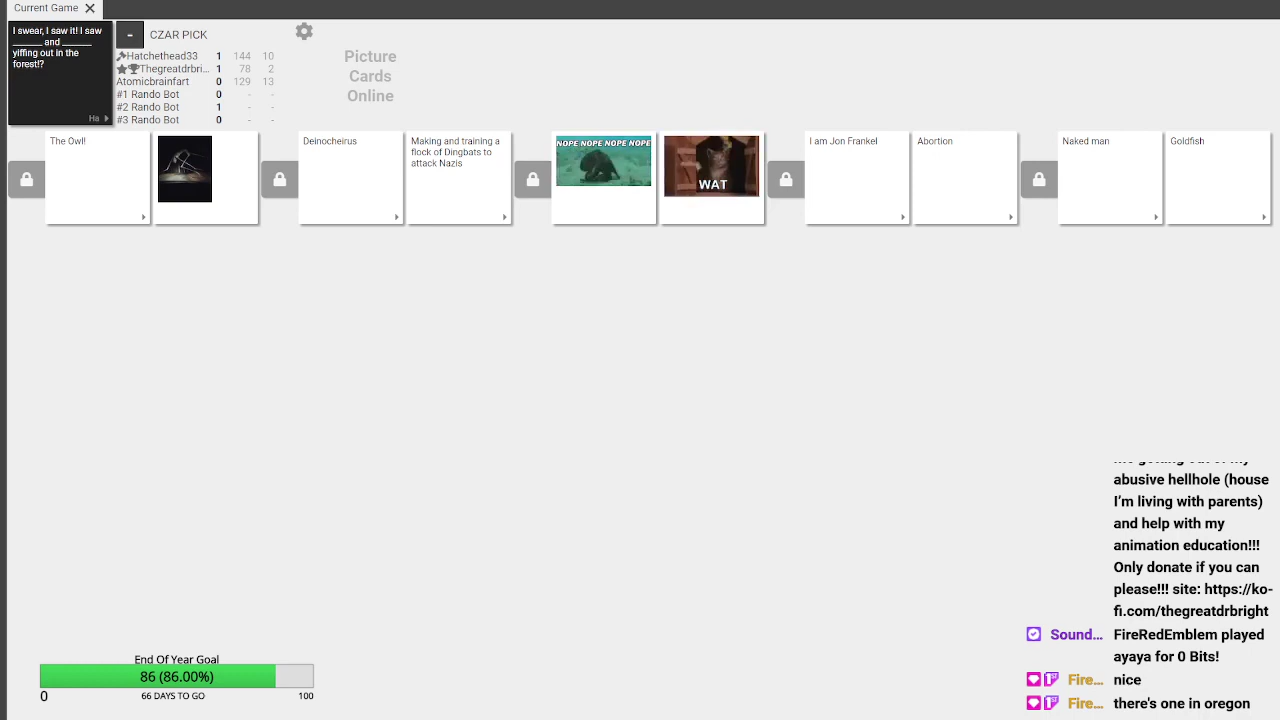 Current Game
I swear, I saw it! I saw
______ and ______
yiffing out in the
forest!?
Ha
-
CZAR PICK
Hatchethead33 1 144 10
Thegreatdrbri... 1 78 2
Atomicbrainfart 0 129 13
#1 Rando Bot 0 - -
#2 Rando Bot 1 - -
#3 Rando Bot 0 - -
Picture
Cards
Online
The Owl!
Deinocheirus
Making and training a
flock of Dingbats to
attack Nazis
NOPE NOPE NOPE NOPE
WAT
I am Jon Frankel
Abortion
Naked man
Goldfish
abusive hellhole (house
I'm living with parents)
and help with my
animation education!!!
Only donate if you can
please!!! site: https://ko-
fi.com/thegreatdrbright
Sound... FireRedEmblem played
ayaya for 0 Bits!
Fire... nice
Fire... there's one in oregon
End Of Year Goal
86 (86.00%)
0 66 DAYS TO GO 100